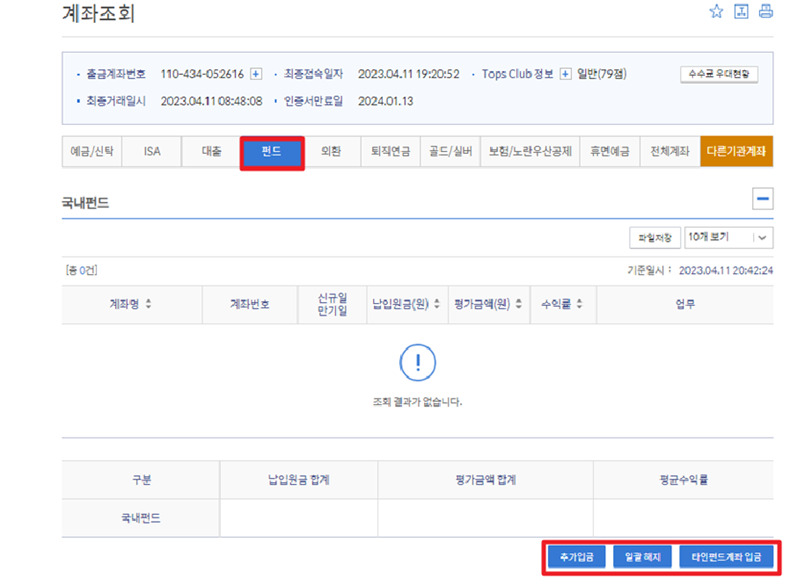 계좌조회
출금계좌번호 110-434-052616 최종접속일자 2023.04.11 19:20:52 Tops Club 정보 일반(79점) 수수료 우대현황
최종거래일시 2023.04.11 08:48:08 인증서만료일 2024.01.13
예금/신탁 ISA 대출 펀드 외환 퇴직연금 골드/실버 보험/노란우산공제 휴면예금 전체계좌 다른기관계좌
국내펀드
파일저장 10개 보기
[총 0건] 기준일시 : 2023.04.11 20:42:24
계좌명 계좌번호 신규일 납입원금(원) 평가금액(원) 수익률 업무
만기일
조회 결과가 없습니다.
구분 납입원금 합계 평가금액 합계 평균수익률
국내펀드
추가입금 일괄 해지 타인펀드계좌 입금